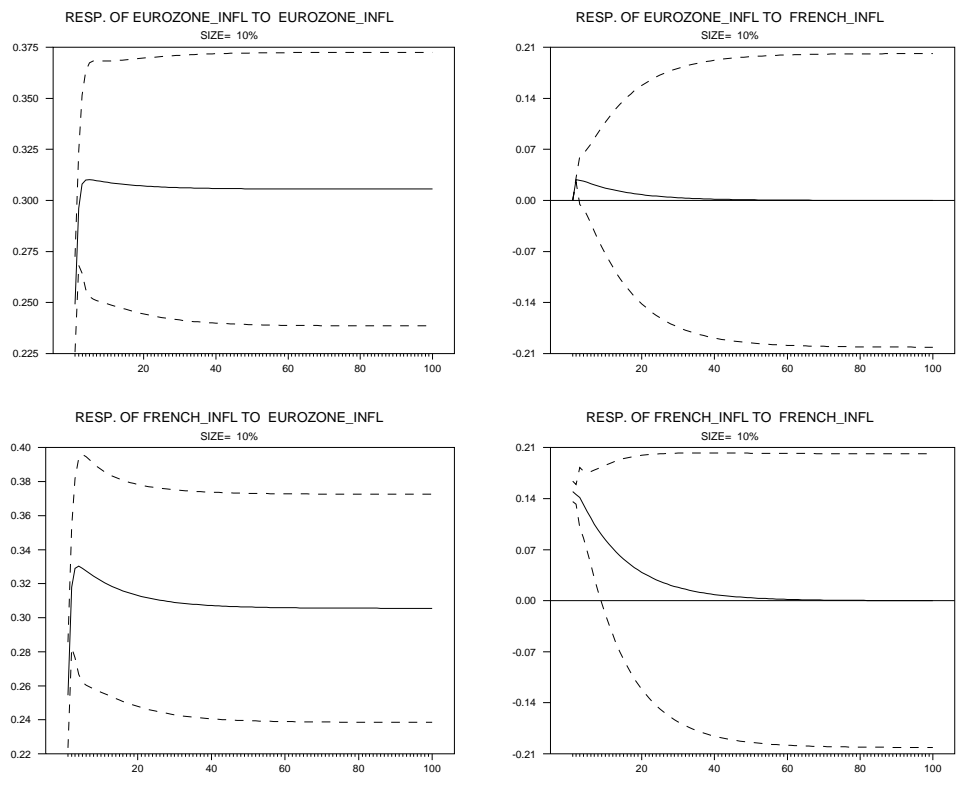 RESP. OF EUROZONE_INFL TO EUROZONE_INFL
SIZE= 10%
0.375
0.350
0.325
0.300
0.275
0.250
0.225
20 40 60 80 100
RESP. OF EUROZONE_INFL TO FRENCH_INFL
SIZE= 10%
0.21
0.14
0.07
0.00
-0.07
-0.14
-0.21
20 40 60 80 100
RESP. OF FRENCH_INFL TO EUROZONE_INFL
SIZE= 10%
0.40
0.38
0.36
0.34
0.32
0.30
0.28
0.26
0.24
0.22
20 40 60 80 100
RESP. OF FRENCH_INFL TO FRENCH_INFL
SIZE= 10%
0.21
0.14
0.07
0.00
-0.07
-0.14
-0.21
20 40 60 80 100